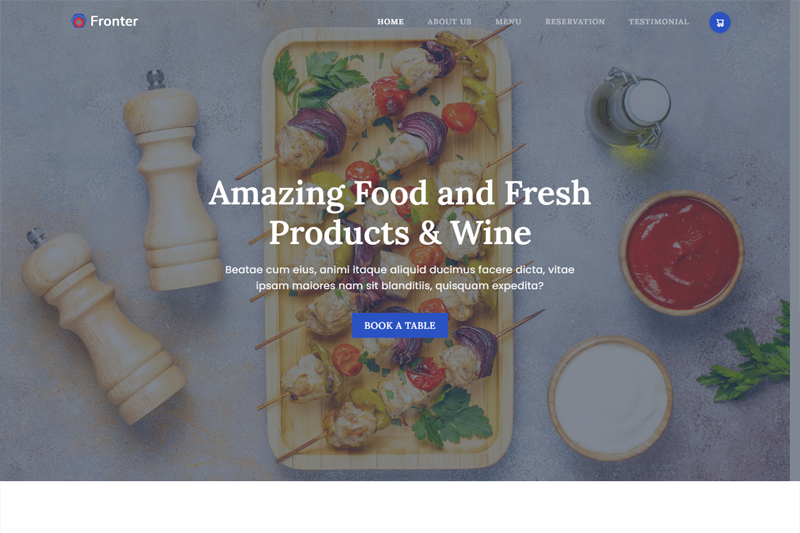 Fronter
HOME ABOUT US MENU RESERVATION TESTIMONIAL
Amazing Food and Fresh
Products & Wine
Beatae cum eius, animi itaque aliquid ducimus facere dicta, vitae
ipsam maiores nam sit blanditiis, quisquam expedita?
BOOK A TABLE